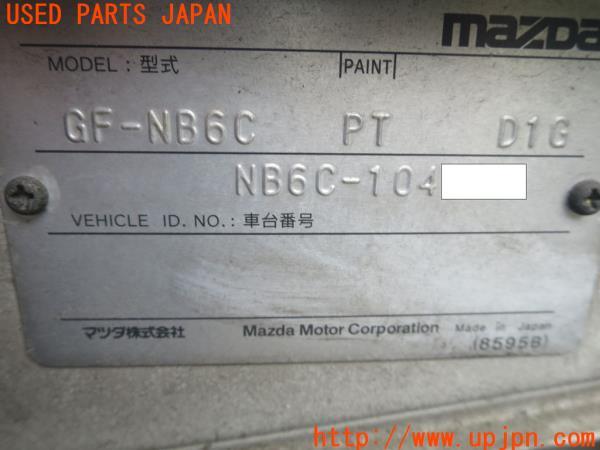 USED PARTS JAPAN
mazda
MODEL : 型式 PAINT
GF-NB6C PT D1G
NB6C-104
VEHICLE ID. NO. : 車台番号
マツダ株式会社 Mazda Motor Corporation Made in Japan
(8595B)
http://www.upjpn.com/